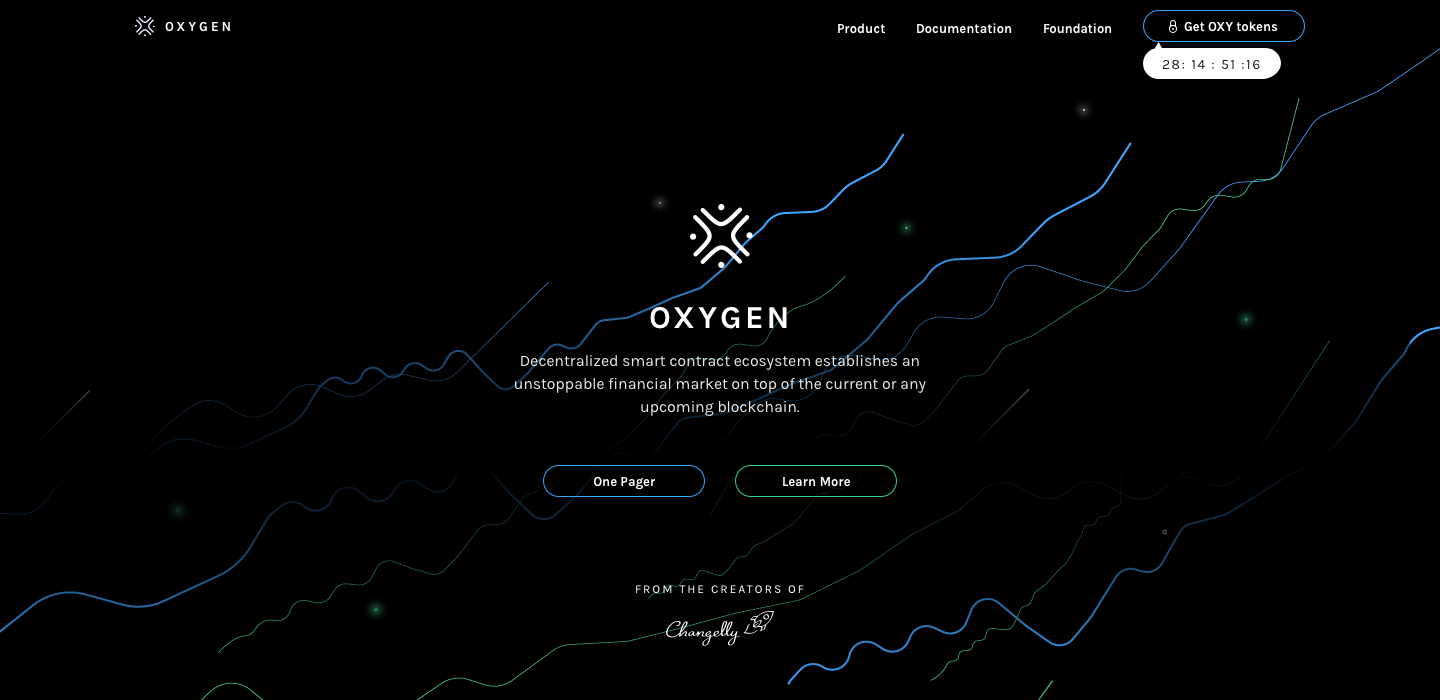 OXYGEN
Product
Documentation
Foundation
Get OXY tokens
28: 14 : 51 :16
OXYGEN
Decentralized smart contract ecosystem establishes an
unstoppable financial market on top of the current or any
upcoming blockchain.
One Pager
Learn More
FROM THE CREATORS OF
Changelly